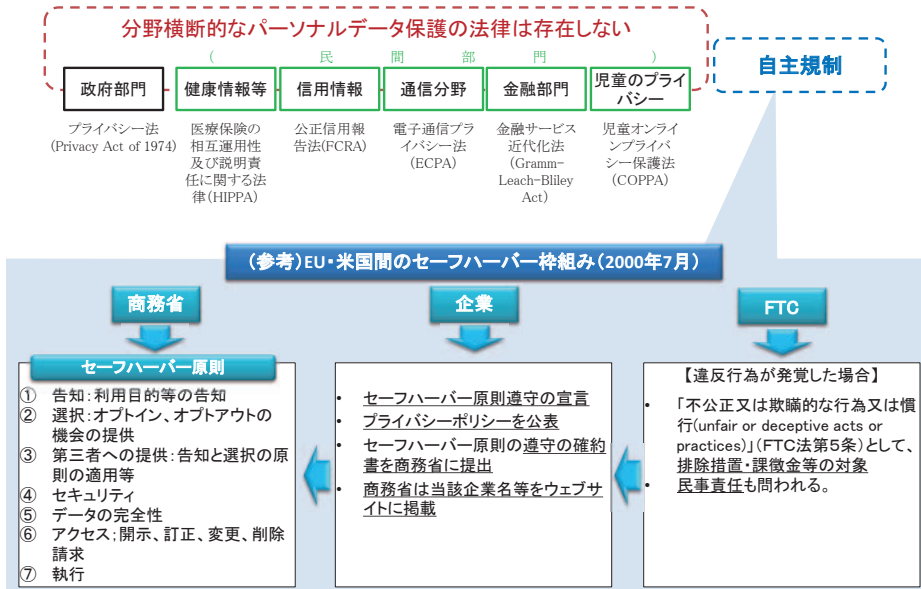 分野横断的なパーソナルデータ保護の法律は存在しない
(民間部門)
自主規制
政府部門
プライバシー法
(Privacy Act of 1974)
健康情報等
医療保険の
相互運用性
及び説明責
任に関する法
律(HIPPA)
信用情報
公正信用報
告法(FCRA)
通信分野
電子通信プラ
イバシー法
(ECPA)
金融部門
金融サービス
近代化法
(Gramm-
Leach-Bliley
Act)
児童のプライ
バシー
児童オンライ
ンプライバ
シー保護法
(COPPA)
(参考)EU・米国間のセーフハーバー枠組み(2000年7月)
商務省
セーフハーバー原則
① 告知:利用目的等の告知
② 選択:オプトイン、オプトアウトの
機会の提供
③ 第三者への提供:告知と選択の原
則の適用等
④ セキュリティ
⑤ データの完全性
⑥ アクセス;開示、訂正、変更、削除
請求
⑦ 執行
企業
• セーフハーバー原則遵守の宣言
• プライバシーポリシーを公表
• セーフハーバー原則の遵守の確約
書を商務省に提出
• 商務省は当該企業名等をウェブサ
イトに掲載
FTC
【違反行為が発覚した場合】
• 「不公正又は欺瞞的な行為又は慣
行(unfair or deceptive acts or
practices)」(FTC法第5条)として、
排除措置・課徴金等の対象
民事責任も問われる。